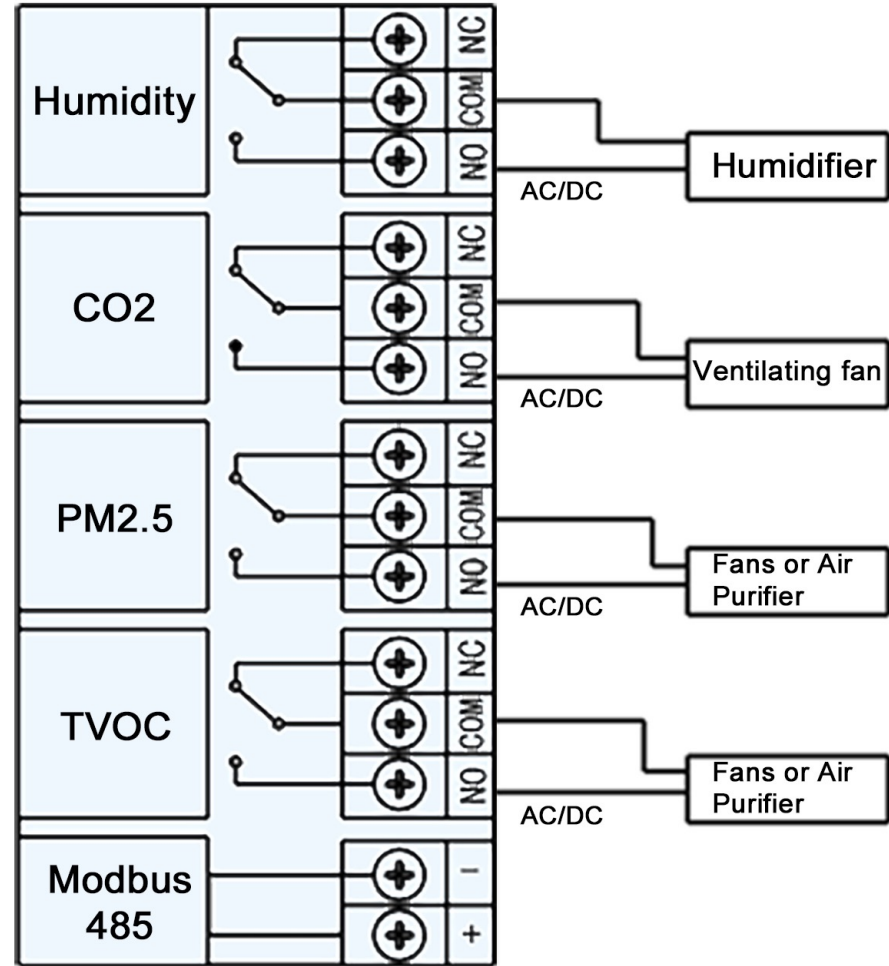 Humidity
NC
COM
NO
AC/DC
Humidifier
CO2
NC
COM
NO
AC/DC
Ventilating fan
PM2.5
NC
COM
NO
AC/DC
Fans or Air
Purifier
TVOC
NC
COM
NO
AC/DC
Fans or Air
Purifier
Modbus
485
−
+